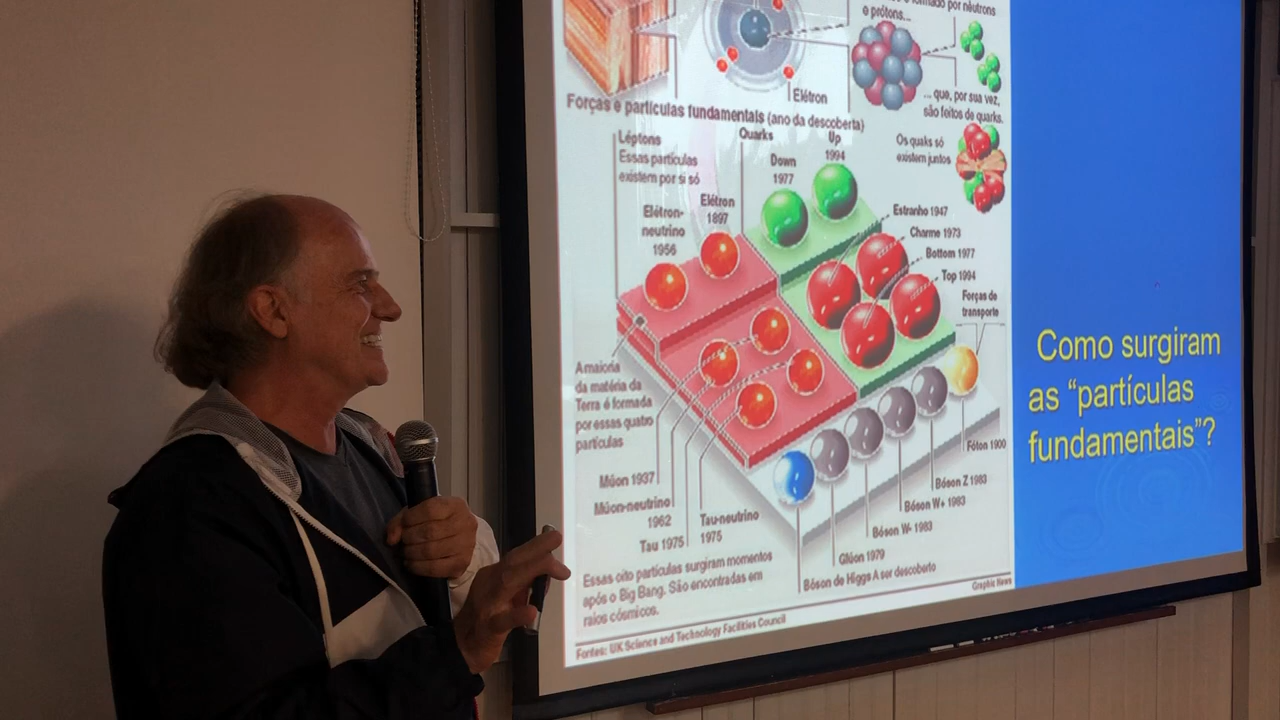 formado por nêutrons
e prótons...
Elétron
... que, por sua vez,
são feitos de quarks.
Forças e partículas fundamentais (ano da descoberta)
Léptons
Essas partículas
existem por si só
Quarks
Up
1994
Down
1977
Os quaks só
existem juntos
Elétron
1897
Elétron-
neutrino
1956
Estranho 1947
Charme 1973
Bottom 1977
Top 1994
Forças de
transporte
A maioria
da matéria da
Terra é formada
por essas quatro
partículas
Múon 1937
Múon-neutrino
1962
Tau 1975
Tau-neutrino
1975
Fóton 1900
Bóson Z 1983
Bóson W+ 1983
Bóson W- 1983
Glúon 1979
Bóson de Higgs A ser descoberto
Essas oito partículas surgiram momentos
após o Big Bang. São encontradas em
raios cósmicos.
Graphic News
Fontes: UK Science and Technology Facilities Council
Como surgiram
as “partículas
fundamentais”?